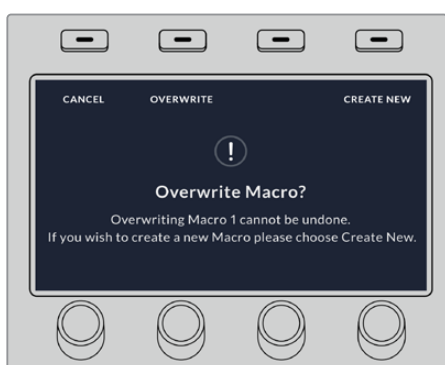 CANCEL OVERWRITE CREATE NEW
!
Overwrite Macro?
Overwriting Macro 1 cannot be undone.
If you wish to create a new Macro please choose Create New.